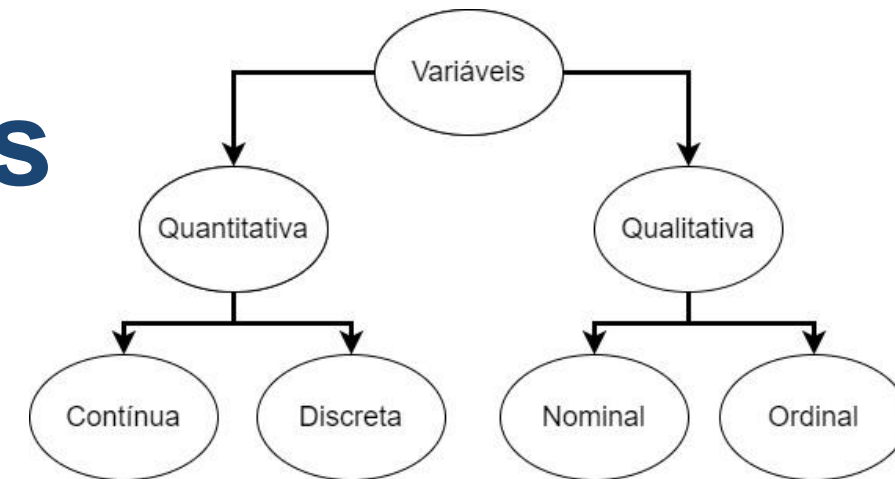 Variáveis
s
Quantitativa
Qualitativa
Contínua
Discreta
Nominal
Ordinal